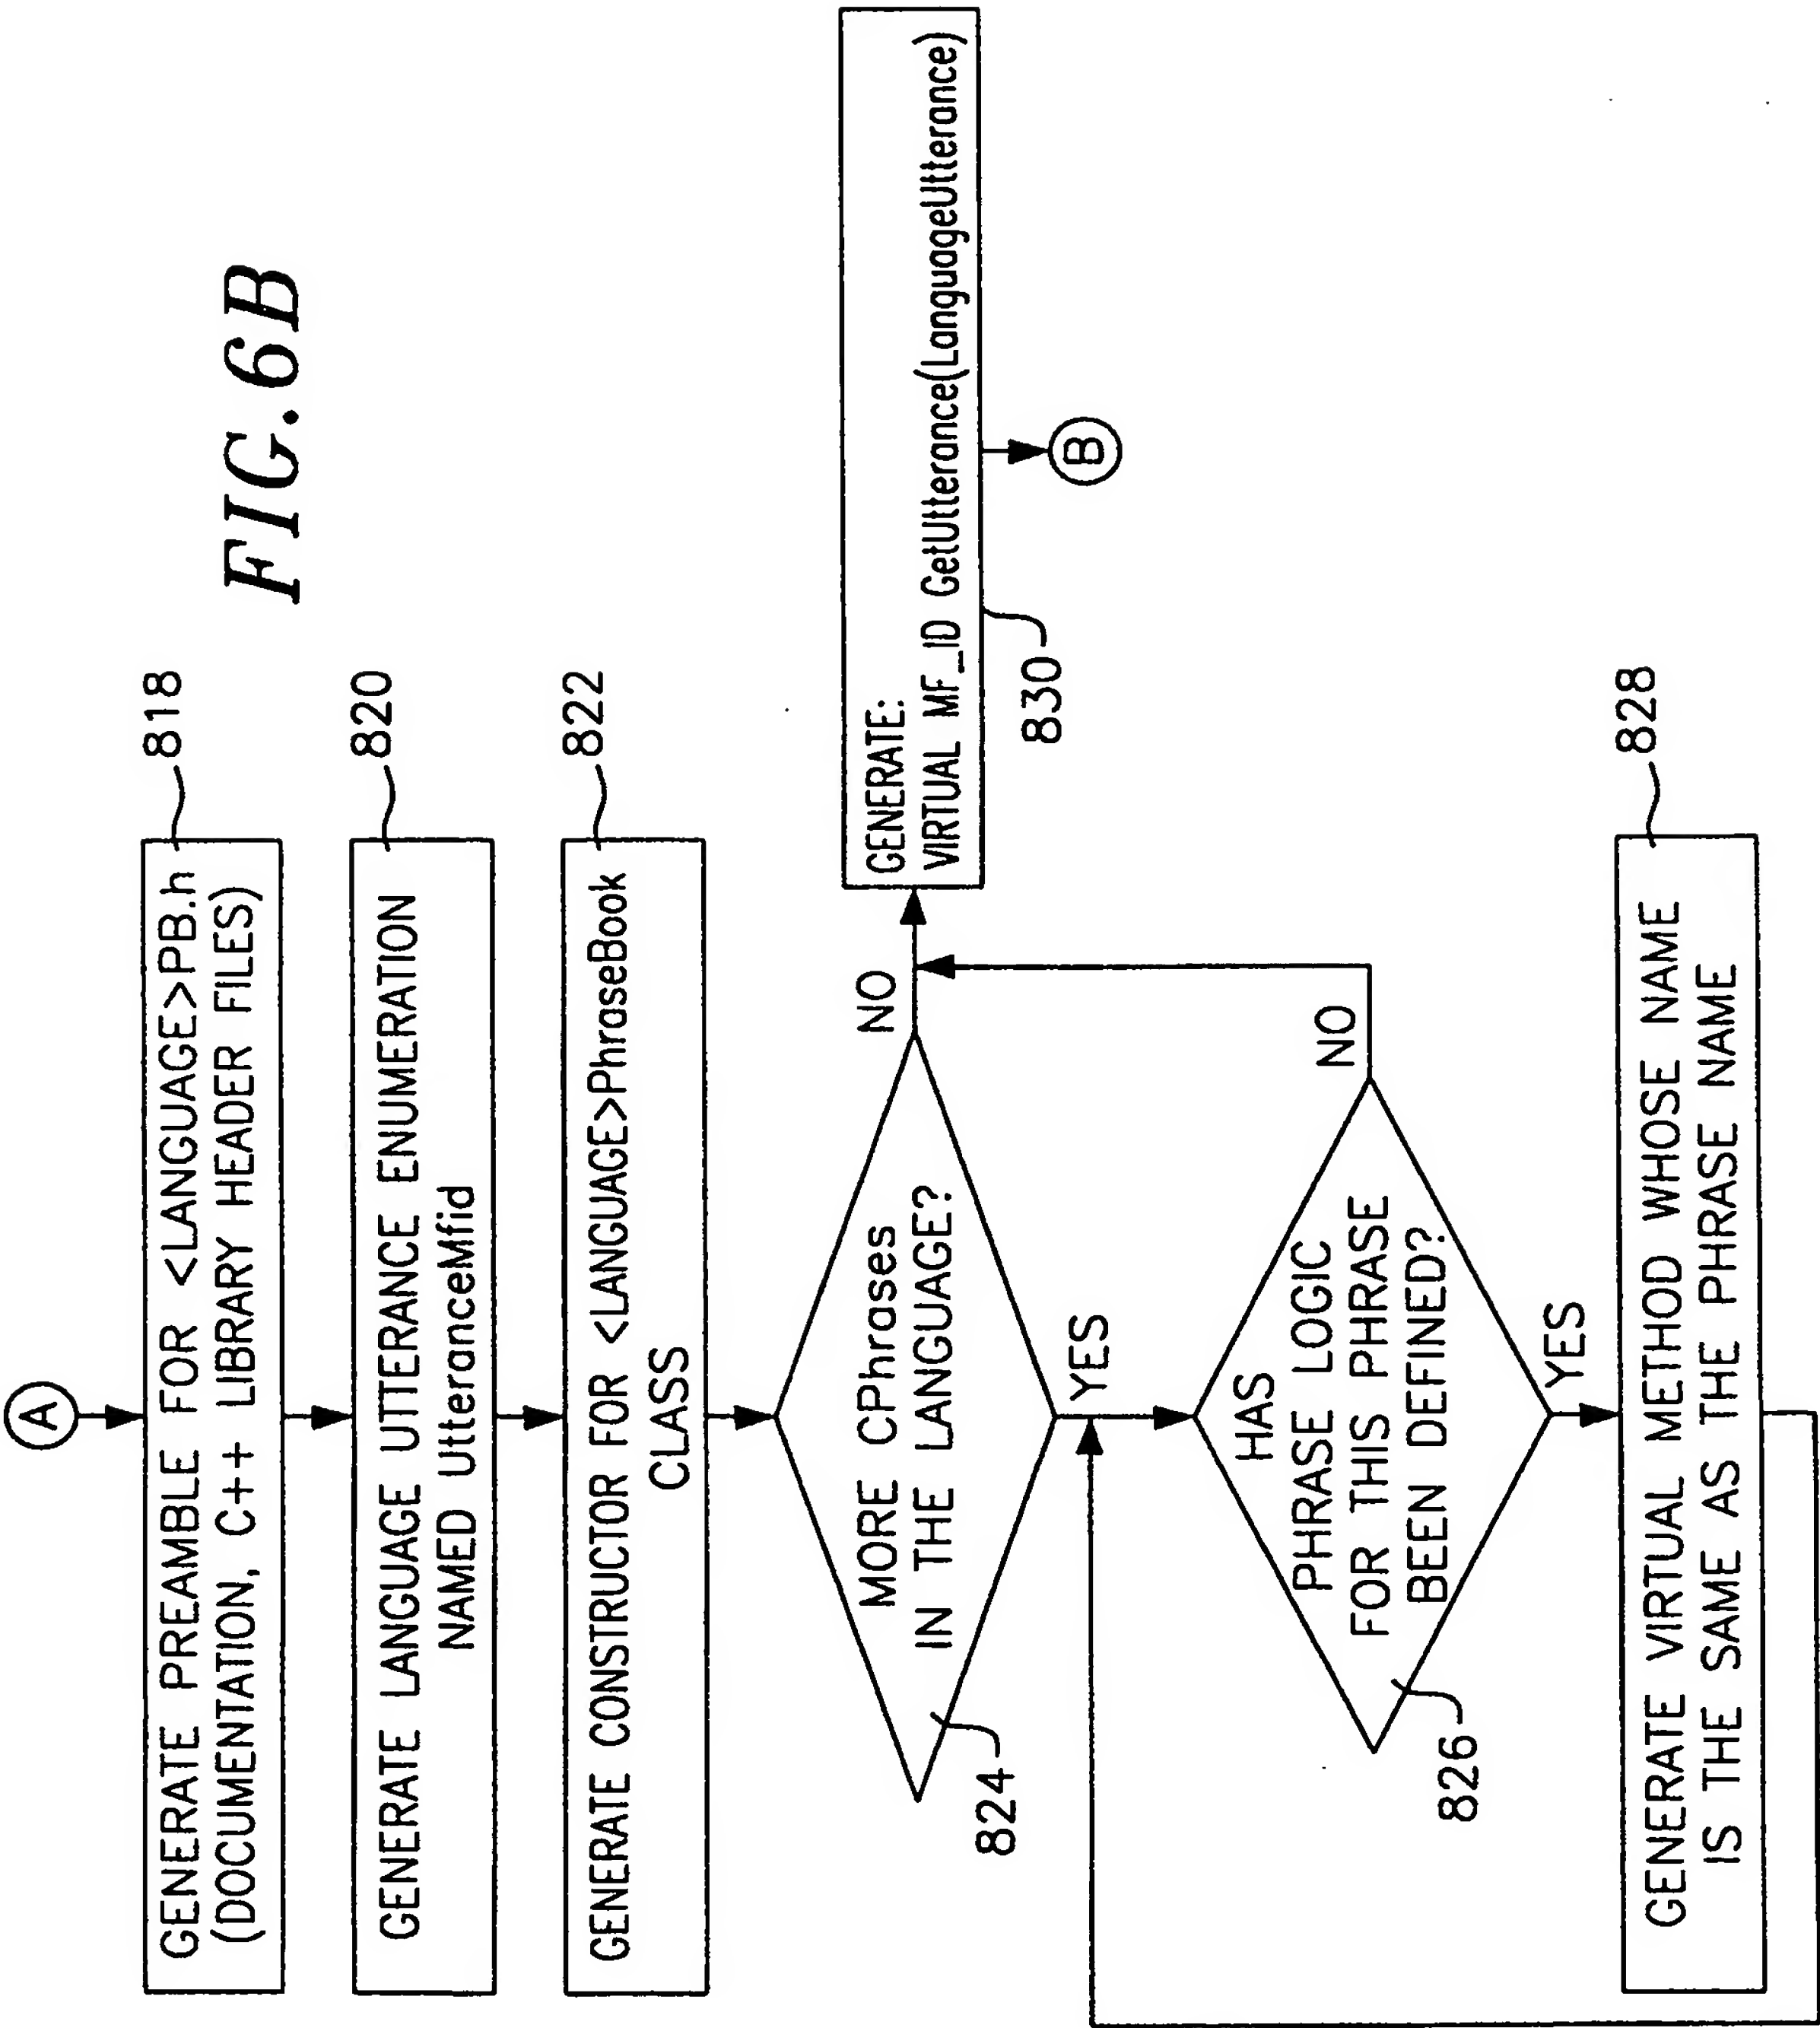 FIG.6B
A
GENERATE PREAMBLE FOR <LANGUAGE>PB.h
(DOCUMENTATION, C++ LIBRARY HEADER FILES)
818
GENERATE LANGUAGE UTTERANCE ENUMERATION
NAMED UtteranceMfid
820
GENERATE CONSTRUCTOR FOR <LANGUAGE>PhraseBook
CLASS
822
MORE CPhrases
IN THE LANGUAGE?
824
NO
YES
GENERATE:
VIRTUAL MF_ID GetUtterance(LanguageUtterance)
830
B
HAS
PHRASE LOGIC
FOR THIS PHRASE
BEEN DEFINED?
826
NO
YES
GENERATE VIRTUAL METHOD WHOSE NAME
IS THE SAME AS THE PHRASE NAME
828